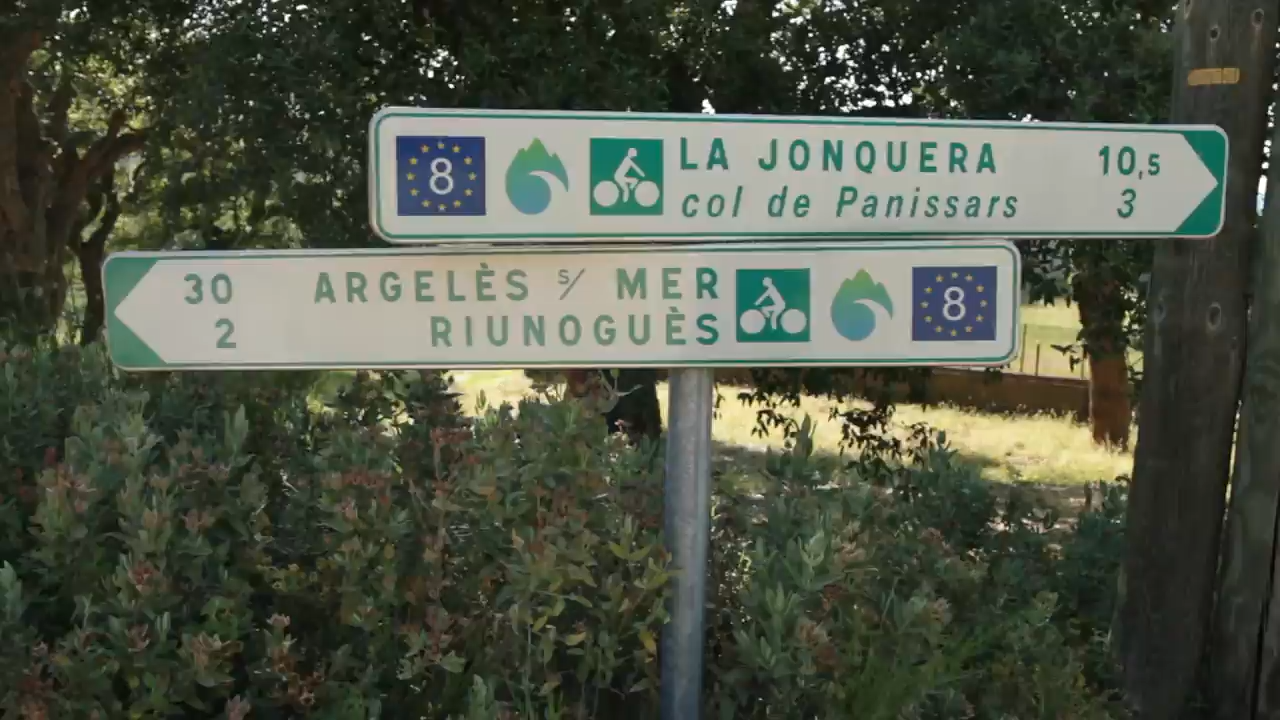 8 LA JONQUERA 10,5
col de Panissars 3
30 ARGELÈS s/ MER 8
2 RIUNOGUÈS